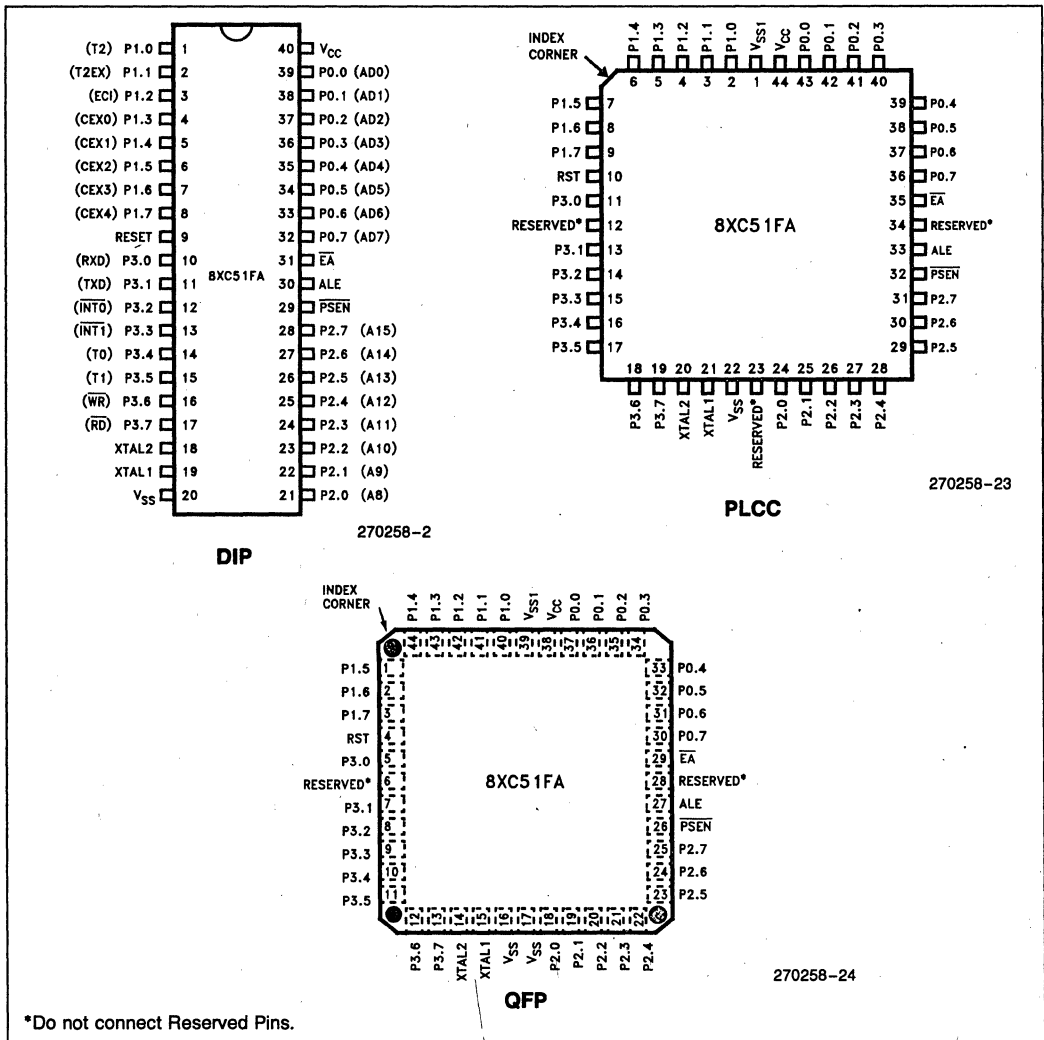 (T2) P1.0 1 40 VCC
(T2EX) P1.1 2 39 P0.0 (AD0)
(ECI) P1.2 3 38 P0.1 (AD1)
(CEX0) P1.3 4 37 P0.2 (AD2)
(CEX1) P1.4 5 36 P0.3 (AD3)
(CEX2) P1.5 6 35 P0.4 (AD4)
(CEX3) P1.6 7 34 P0.5 (AD5)
(CEX4) P1.7 8 33 P0.6 (AD6)
RESET 9 32 P0.7 (AD7)
(RXD) P3.0 10 31 E̅A̅
8XC51FA
(TXD) P3.1 11 30 ALE
(I̅N̅T̅0̅) P3.2 12 29 P̅S̅E̅N̅
(I̅N̅T̅1̅) P3.3 13 28 P2.7 (A15)
(T0) P3.4 14 27 P2.6 (A14)
(T1) P3.5 15 26 P2.5 (A13)
(W̅R̅) P3.6 16 25 P2.4 (A12)
(R̅D̅) P3.7 17 24 P2.3 (A11)
XTAL2 18 23 P2.2 (A10)
XTAL1 19 22 P2.1 (A9)
VSS 20 21 P2.0 (A8)
270258-2
DIP
INDEX
CORNER
P1.4 P1.3 P1.2 P1.1 P1.0 VSS1 VCC P0.0 P0.1 P0.2 P0.3
6 5 4 3 2 1 44 43 42 41 40
P1.5 7 39 P0.4
P1.6 8 38 P0.5
P1.7 9 37 P0.6
RST 10 36 P0.7
P3.0 11 35 E̅A̅
RESERVED* 12 8XC51FA 34 RESERVED*
P3.1 13 33 ALE
P3.2 14 32 P̅S̅E̅N̅
P3.3 15 31 P2.7
P3.4 16 30 P2.6
P3.5 17 29 P2.5
18 19 20 21 22 23 24 25 26 27 28
P3.6 P3.7 XTAL2 XTAL1 VSS RESERVED* P2.0 P2.1 P2.2 P2.3 P2.4
270258-23
PLCC
INDEX
CORNER
P1.4 P1.3 P1.2 P1.1 P1.0 VSS1 VCC P0.0 P0.1 P0.2 P0.3
44 43 42 41 40 39 38 37 36 35 34
P1.5 1 33 P0.4
P1.6 2 32 P0.5
P1.7 3 31 P0.6
RST 4 30 P0.7
P3.0 5 29 E̅A̅
RESERVED* 6 8XC51FA 28 RESERVED*
P3.1 7 27 ALE
P3.2 8 26 P̅S̅E̅N̅
P3.3 9 25 P2.7
P3.4 10 24 P2.6
P3.5 11 23 P2.5
12 13 14 15 16 17 18 19 20 21 22
P3.6 P3.7 XTAL2 XTAL1 VSS VSS P2.0 P2.1 P2.2 P2.3 P2.4
270258-24
QFP
*Do not connect Reserved Pins.